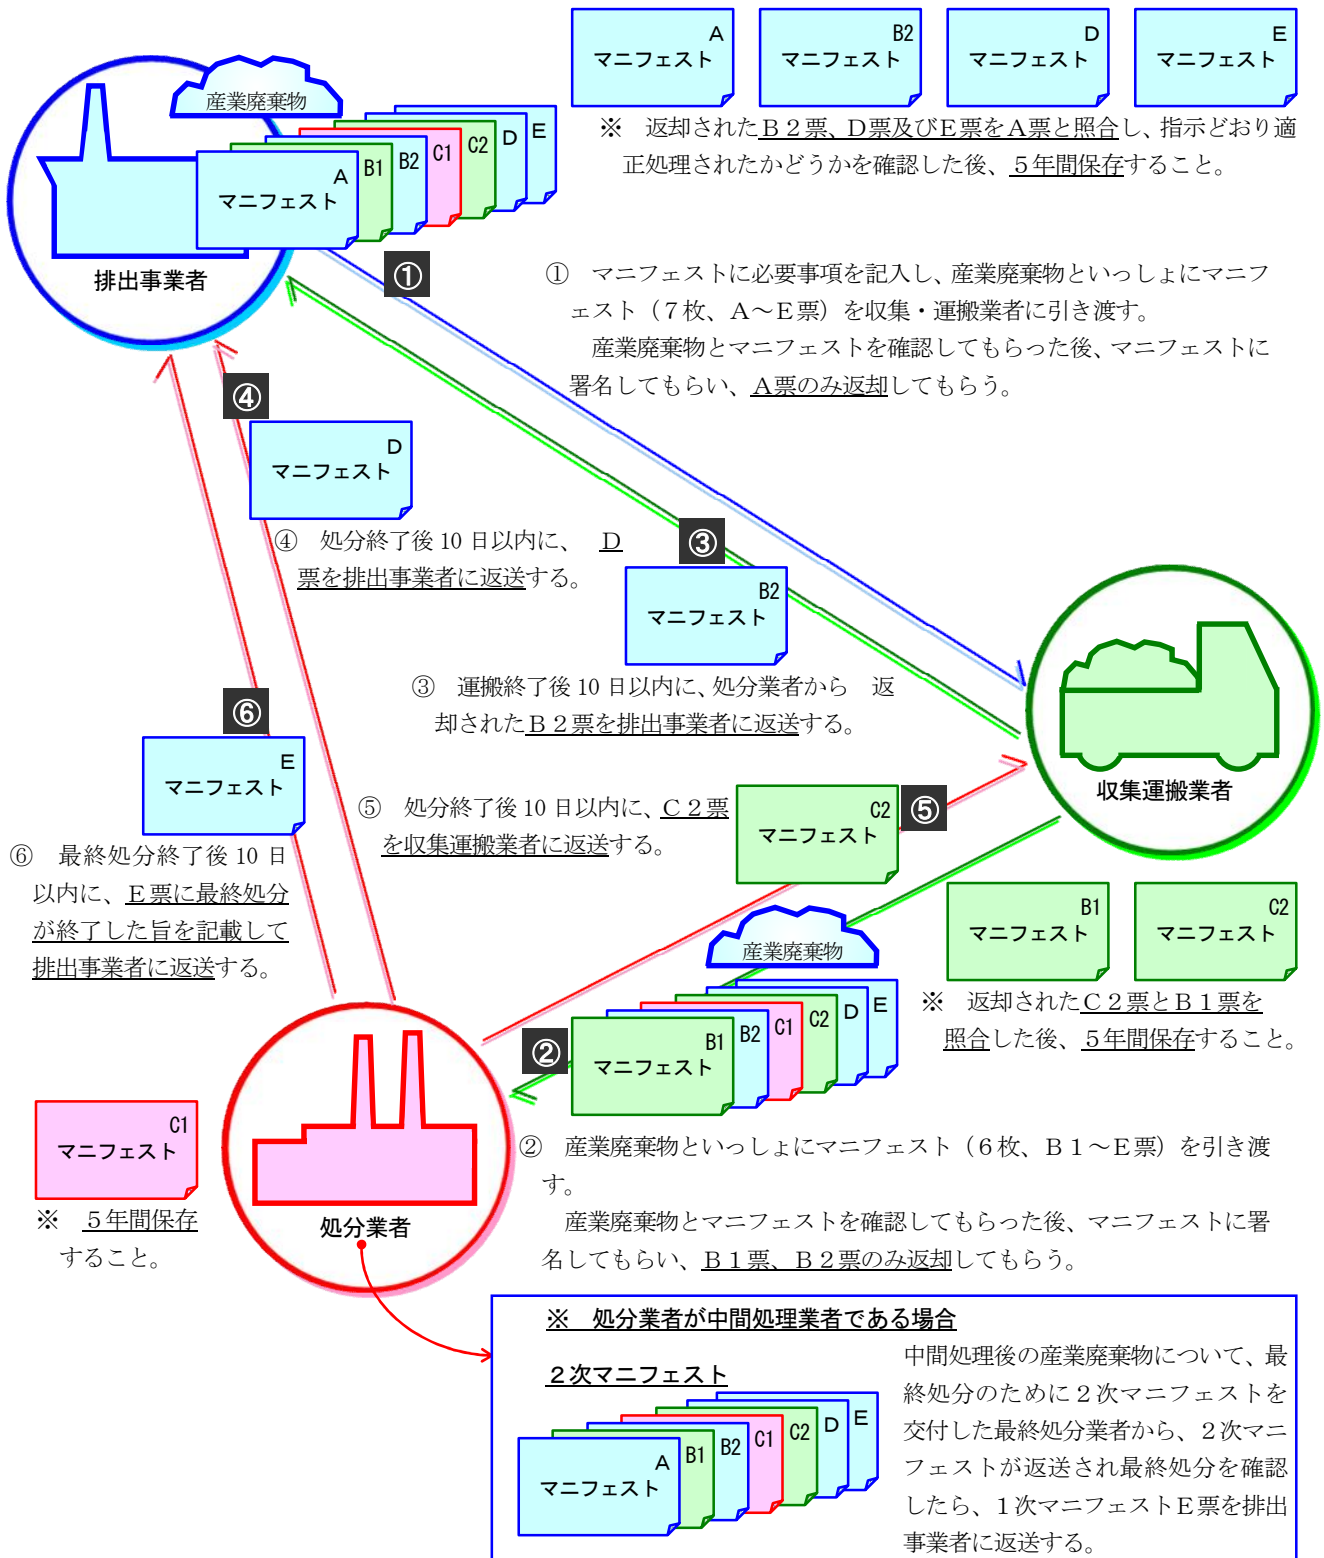 A
マニフェスト
B2
マニフェスト
D
マニフェスト
E
マニフェスト
※　返却されたＢ２票、Ｄ票及びＥ票をＡ票と照合し、指示どおり適
正処理されたかどうかを確認した後、５年間保存すること。
産業廃棄物
A
マニフェスト
B1
B2
C1
C2
D
E
排出事業者
①
①　マニフェストに必要事項を記入し、産業廃棄物といっしょにマニフ
ェスト（７枚、Ａ～Ｅ票）を収集・運搬業者に引き渡す。
産業廃棄物とマニフェストを確認してもらった後、マニフェストに
署名してもらい、Ａ票のみ返却してもらう。
④
D
マニフェスト
④　処分終了後 10 日以内に、　Ｄ
票を排出事業者に返送する。
③
B2
マニフェスト
③　運搬終了後 10 日以内に、処分業者から　返
却されたＢ２票を排出事業者に返送する。
収集運搬業者
⑥
E
マニフェスト
⑥　最終処分終了後 10 日
以内に、Ｅ票に最終処分
が終了した旨を記載して
排出事業者に返送する。
⑤　処分終了後 10 日以内に、Ｃ２票
を収集運搬業者に返送する。
C2
マニフェスト
⑤
B1
マニフェスト
C2
マニフェスト
※　返却されたＣ２票とＢ１票を
照合した後、５年間保存すること。
産業廃棄物
②
B1
マニフェスト
B2
C1
C2
D
E
②　産業廃棄物といっしょにマニフェスト（６枚、Ｂ１～Ｅ票）を引き渡
す。
産業廃棄物とマニフェストを確認してもらった後、マニフェストに署
名してもらい、Ｂ１票、Ｂ２票のみ返却してもらう。
C1
マニフェスト
※　５年間保存
すること。
処分業者
※　処分業者が中間処理業者である場合
２次マニフェスト
A
マニフェスト
B1
B2
C1
C2
D
E
中間処理後の産業廃棄物について、最
終処分のために２次マニフェストを
交付した最終処分業者から、２次マニ
フェストが返送され最終処分を確認
したら、１次マニフェストＥ票を排出
事業者に返送する。